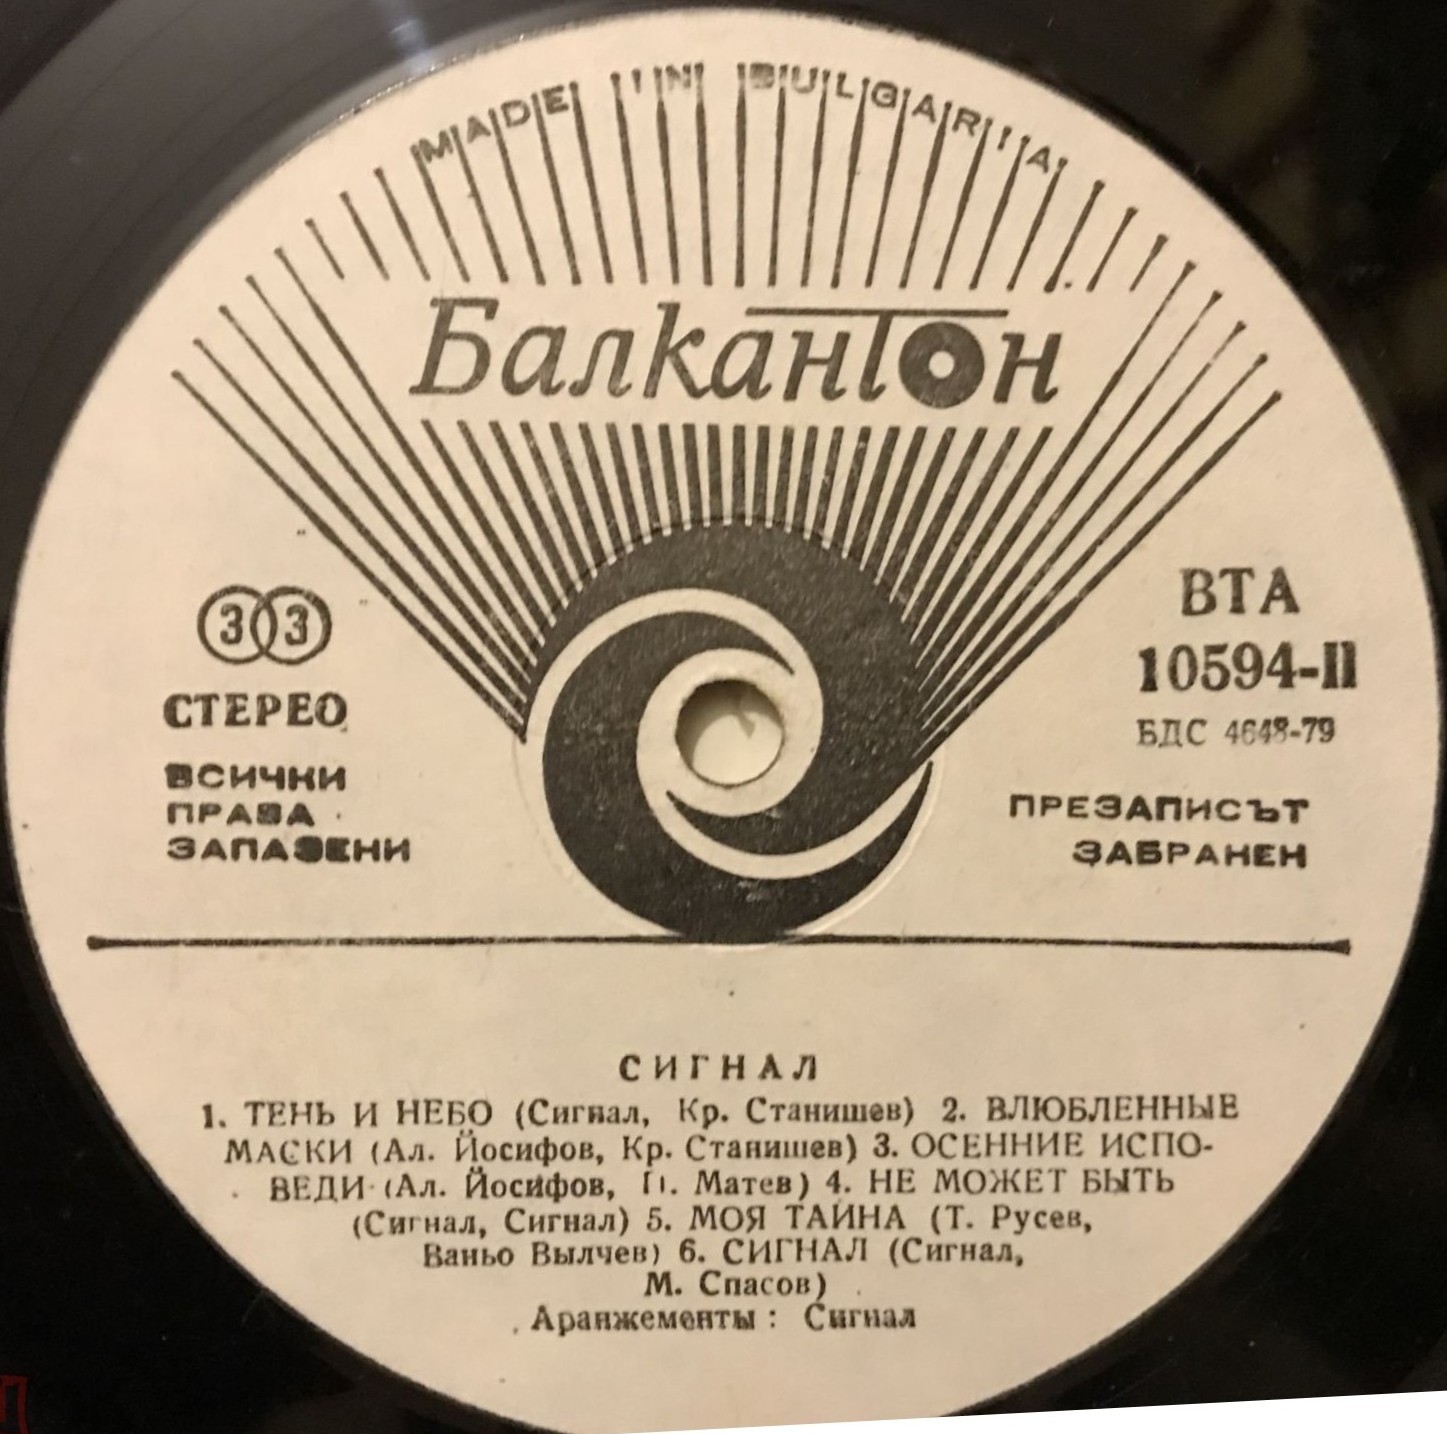 MADE IN BULGARIA
Балкантон
33
СТЕРЕО
ВСИЧКИ
ПРАВА
ЗАПАЗЕНИ
ВТА
10594-II
БДС 4648-79
ПРЕЗАПИСЪТ
ЗАБРАНЕН
СИГНАЛ
1. ТЕНЬ И НЕБО (Сигнал, Кр. Станишев) 2. ВЛЮБЛЕННЫЕ
МАСКИ (Ал. Йосифов, Кр. Станишев) 3. ОСЕННИЕ ИСПО-
ВЕДИ (Ал. Йосифов, П. Матев) 4. НЕ МОЖЕТ БЫТЬ
(Сигнал, Сигнал) 5. МОЯ ТАЙНА (Т. Русев,
Ваньо Вылчев) 6. СИГНАЛ (Сигнал,
М. Спасов)
Аранжементы : Сигнал